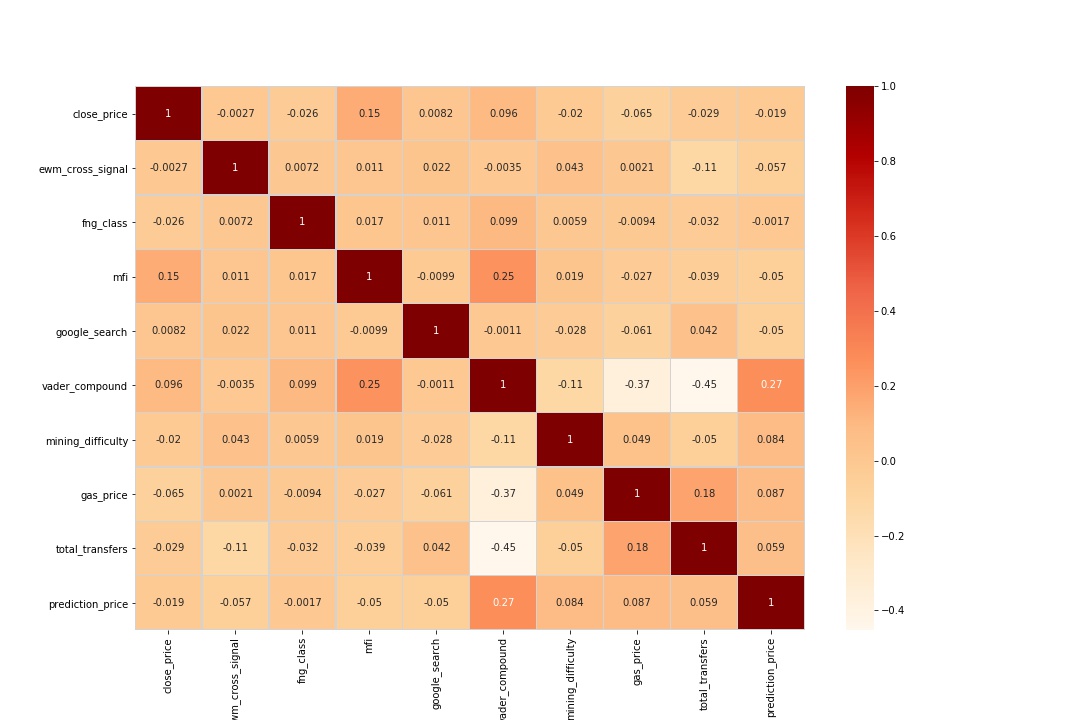 close_price 1 -0.0027 -0.026 0.15 0.0082 0.096 -0.02 -0.065 -0.029 -0.019
ewm_cross_signal -0.0027 1 0.0072 0.011 0.022 -0.0035 0.043 0.0021 -0.11 -0.057
fng_class -0.026 0.0072 1 0.017 0.011 0.099 0.0059 -0.0094 -0.032 -0.0017
mfi 0.15 0.011 0.017 1 -0.0099 0.25 0.019 -0.027 -0.039 -0.05
google_search 0.0082 0.022 0.011 -0.0099 1 -0.0011 -0.028 -0.061 0.042 -0.05
vader_compound 0.096 -0.0035 0.099 0.25 -0.0011 1 -0.11 -0.37 -0.45 0.27
mining_difficulty -0.02 0.043 0.0059 0.019 -0.028 -0.11 1 0.049 -0.05 0.084
gas_price -0.065 0.0021 -0.0094 -0.027 -0.061 -0.37 0.049 1 0.18 0.087
total_transfers -0.029 -0.11 -0.032 -0.039 0.042 -0.45 -0.05 0.18 1 0.059
prediction_price -0.019 -0.057 -0.0017 -0.05 -0.05 0.27 0.084 0.087 0.059 1
close_price
wm_cross_signal
fng_class
mfi
google_search
ader_compound
mining_difficulty
gas_price
total_transfers
prediction_price
1.0
0.8
0.6
0.4
0.2
0.0
−0.2
−0.4